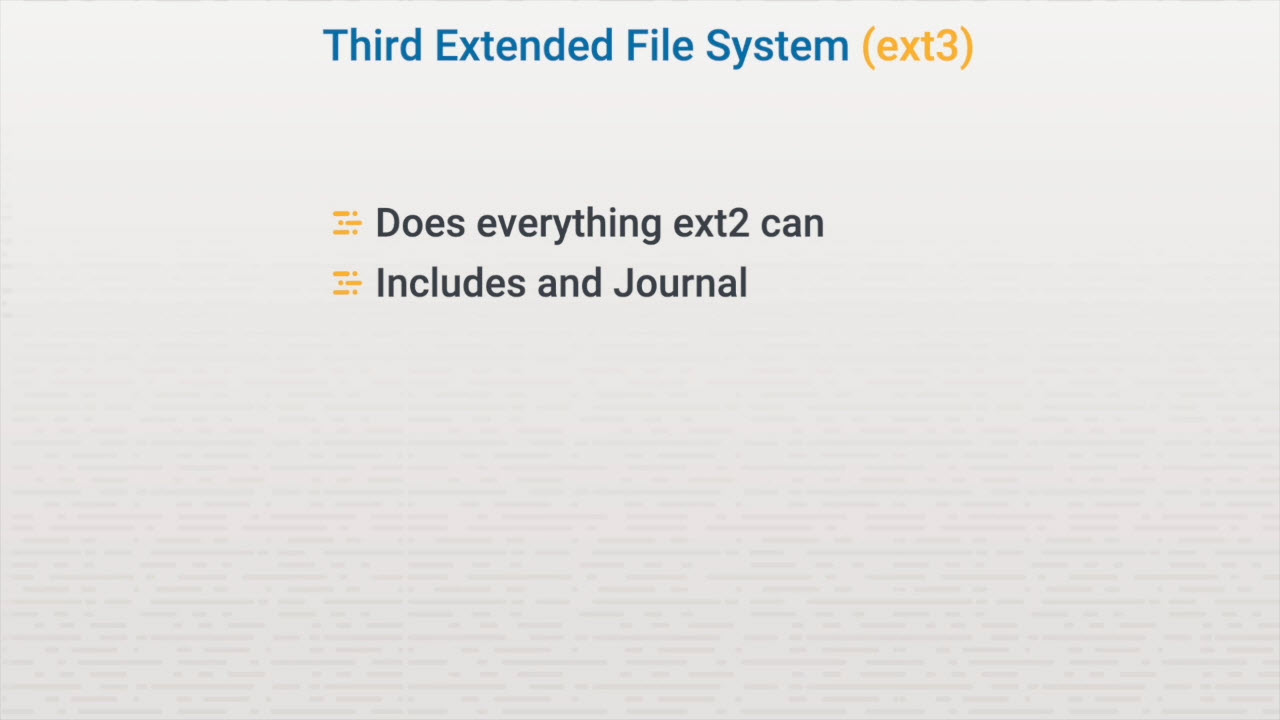 Third Extended File System (ext3)
Does everything ext2 can
Includes and Journal